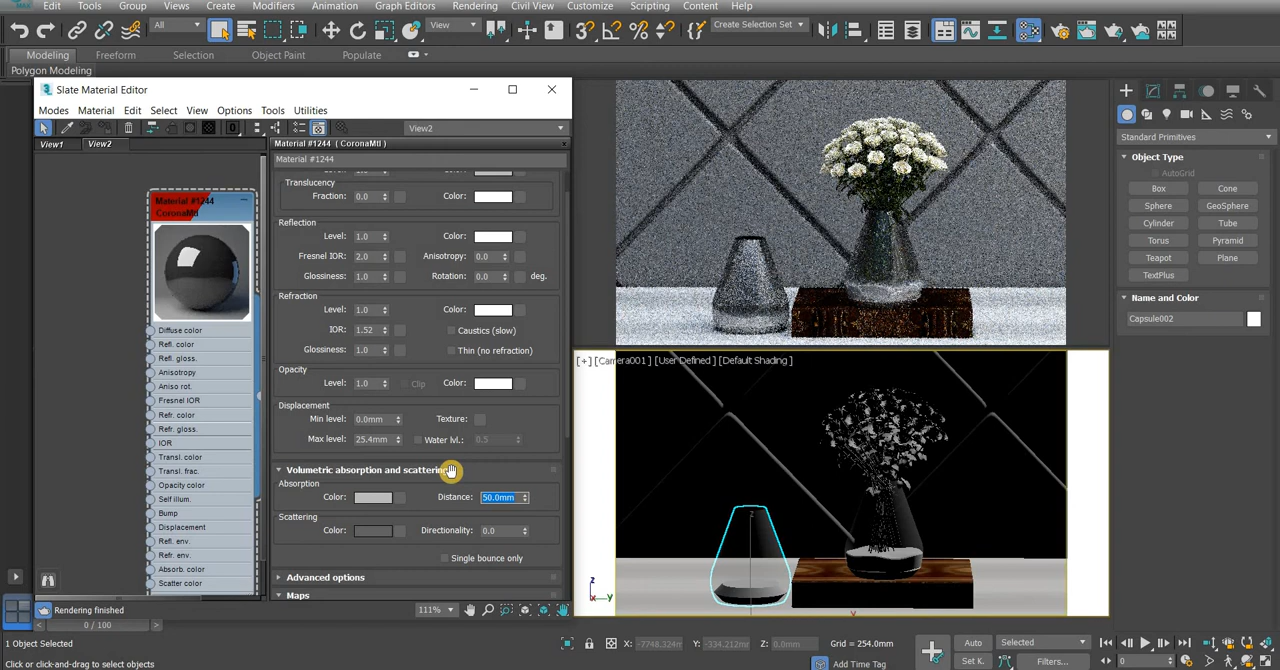 Edit Tools Group Views Create Modifiers Animation Graph Editors Rendering Civil View Customize Scripting Content Help
All View Create Selection Set
Modeling Freeform Selection Object Paint Populate
Polygon Modeling
Slate Material Editor
Modes Material Edit Select View Options Tools Utilities
View2
View1 View2
Material #1244 ( CoronaMtl )
Material #1244
Material #1244
CoronaMtl
Diffuse color
Refl. color
Refl. gloss.
Anisotropy
Aniso rot.
Fresnel IOR
Refr. color
Refr. gloss.
IOR
Transl. color
Transl. frac.
Opacity color
Self illum.
Bump
Displacement
Refl. env.
Refr. env.
Absorb. color
Scatter color
Translucency
Fraction: 0.0 Color:
Reflection
Level: 1.0 Color:
Fresnel IOR: 2.0 Anisotropy: 0.0
Glossiness: 1.0 Rotation: 0.0 deg.
Refraction
Level: 1.0 Color:
IOR: 1.52 Caustics (slow)
Glossiness: 1.0 Thin (no refraction)
Opacity
Level: 1.0 Clip Color:
Displacement
Min level: 0.0mm Texture:
Max level: 25.4mm Water lvl.: 0.5
Volumetric absorption and scattering
Absorption
Color: Distance: 50.0mm
Scattering
Color: Directionality: 0.0
Single bounce only
Advanced options
Maps
Rendering finished 111%
[+] [Camera001] [User Defined] [Default Shading]
z
z
x y
y
Standard Primitives
Object Type
AutoGrid
Box Cone
Sphere GeoSphere
Cylinder Tube
Torus Pyramid
Teapot Plane
TextPlus
Name and Color
Capsule002
0 / 100
1 Object Selected X: -7748.324m Y: -334.212mm Z: 0.0mm Grid = 254.0mm Auto Selected
Click or click-and-drag to select objects Add Time Tag Set K. Filters... 0